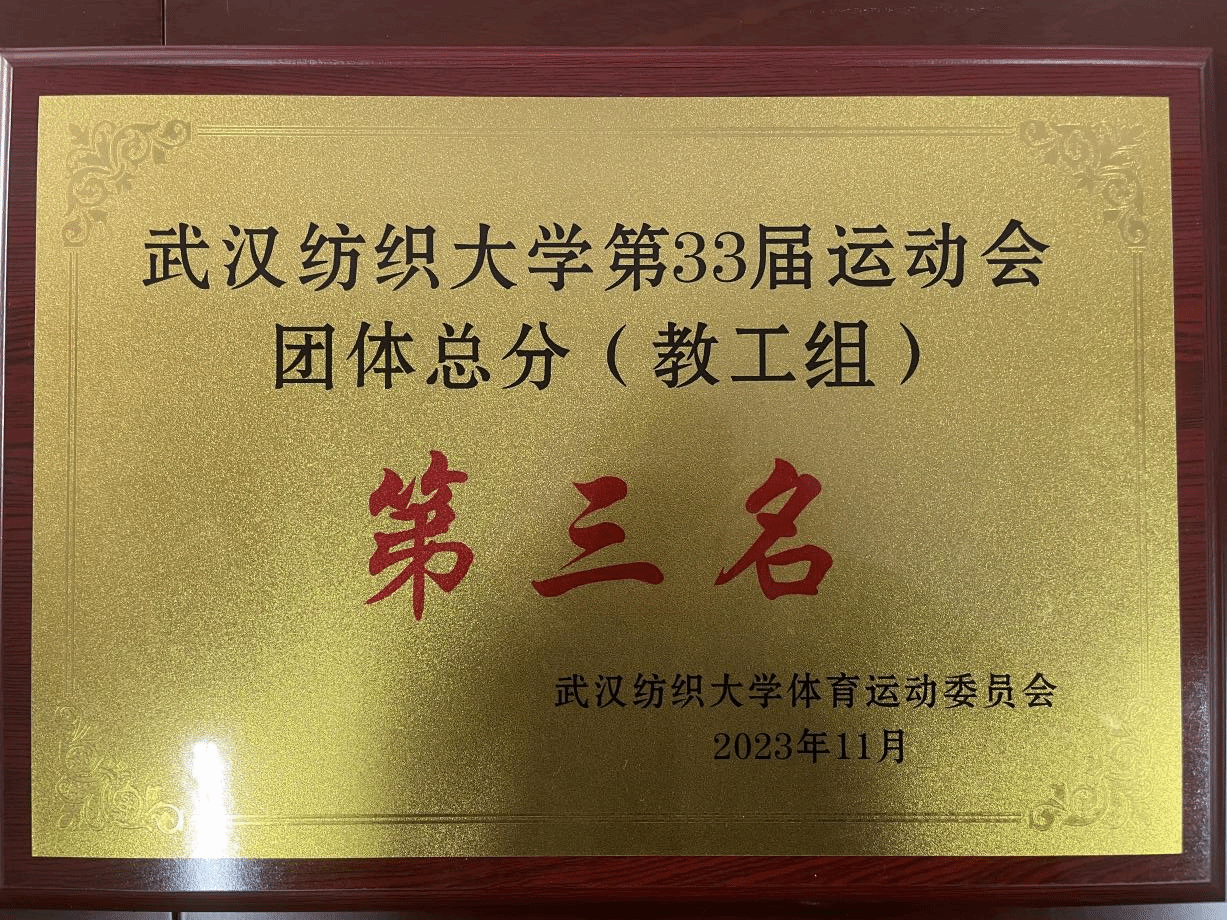 武汉纺织大学第33届运动会
团体总分（教工组）
第三名
武汉纺织大学体育运动委员会
2023年11月